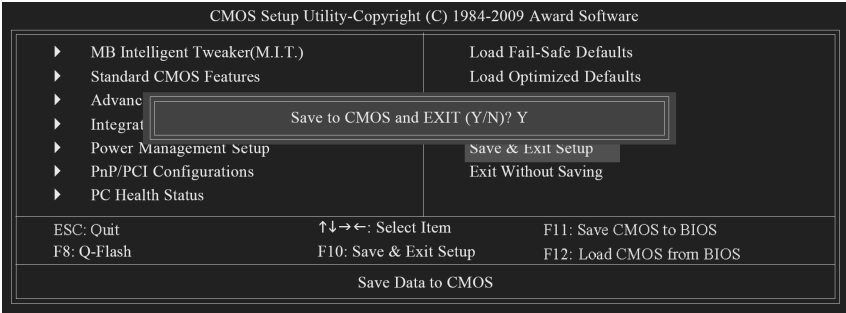 CMOS Setup Utility-Copyright (C) 1984-2009 Award Software
MB Intelligent Tweaker(M.I.T.)
Standard CMOS Features
Power Management Setup
PnP/PCI Configurations
PC Health Status
Load Fail-Safe Defaults
Load Optimized Defaults
Save to CMOS and EXIT (Y/N)? Y
Save & Exit Setup
Exit Without Saving
ESC: Quit
↑↓→←: Select Item
F11: Save CMOS to BIOS
F8: Q-Flash
F10: Save & Exit Setup
F12: Load CMOS from BIOS
Save Data to CMOS